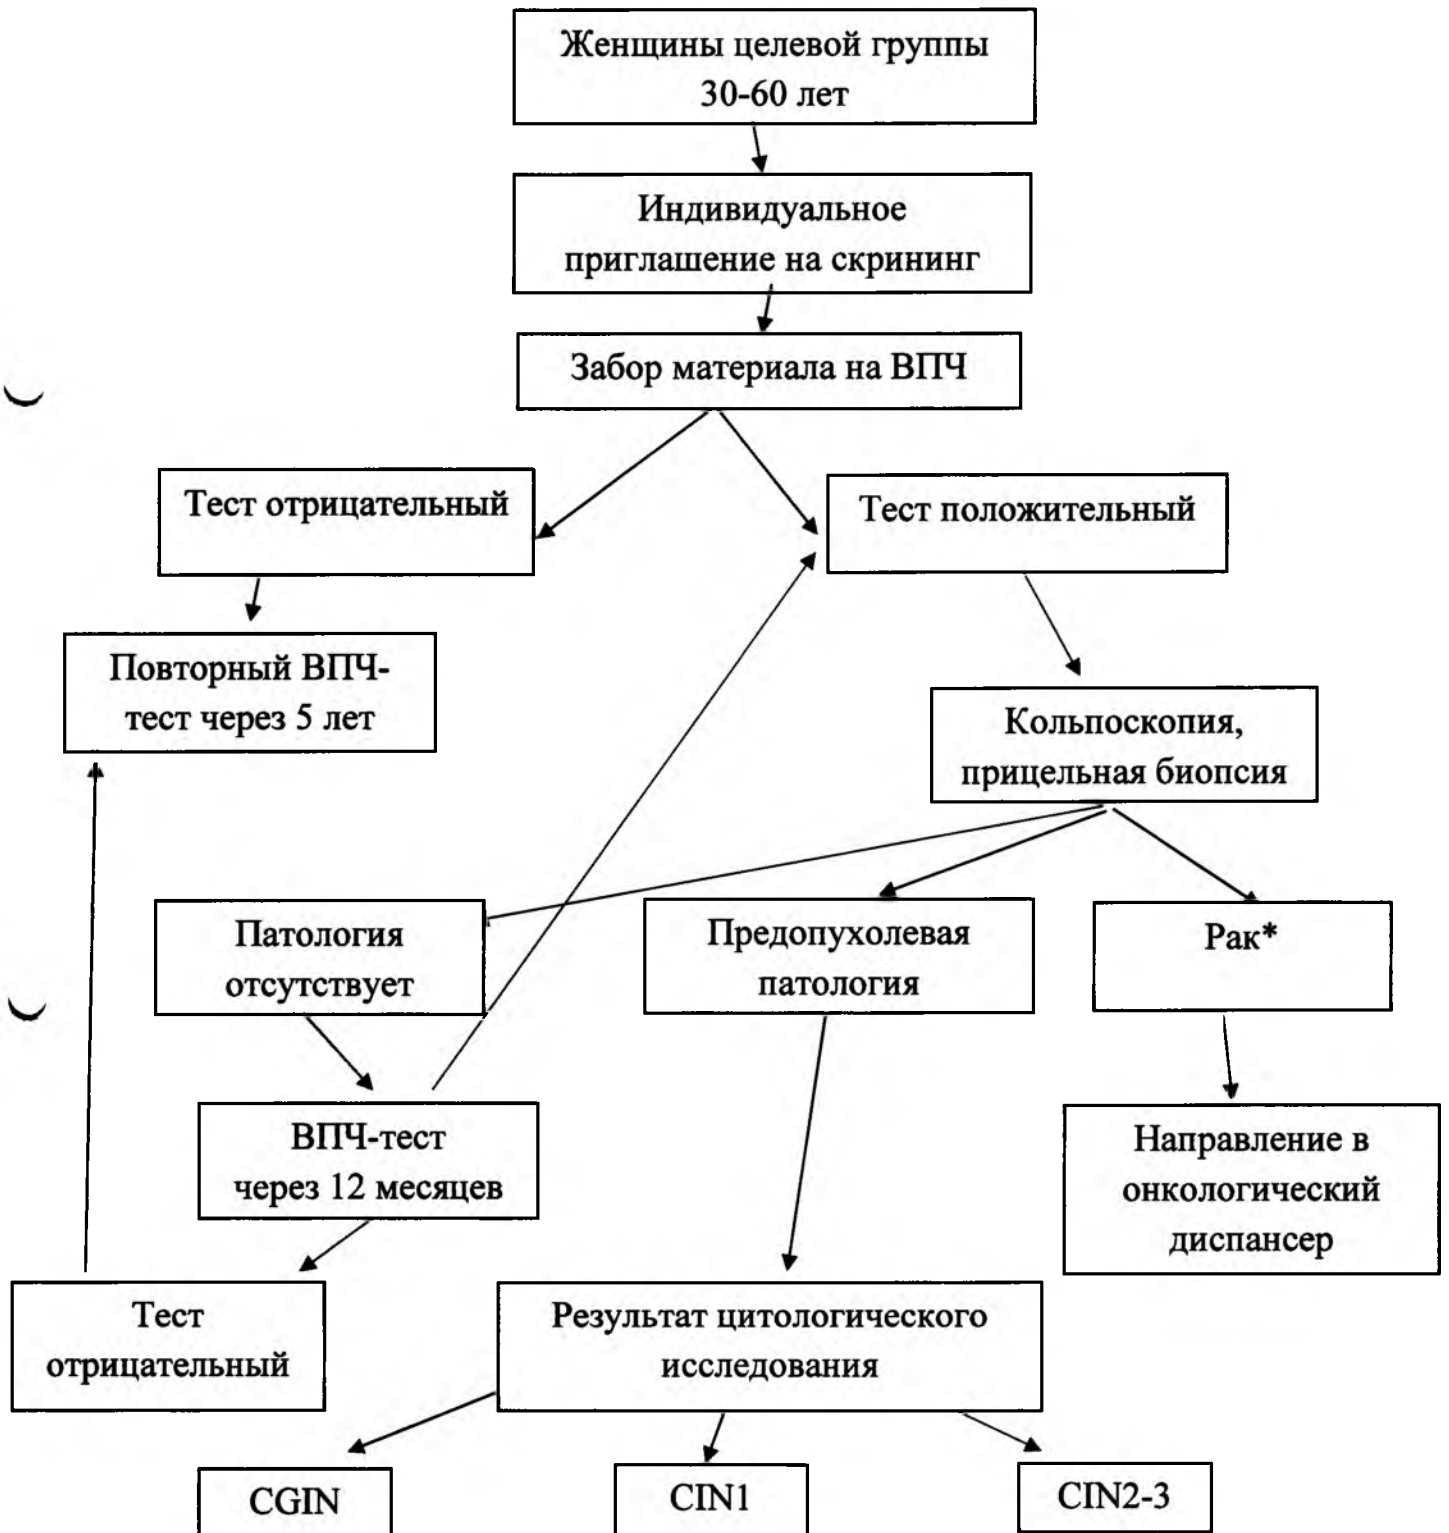 Женщины целевой группы
30-60 лет
Индивидуальное
приглашение на скрининг
Забор материала на ВПЧ
Тест отрицательный
Тест положительный
Повторный ВПЧ-
тест через 5 лет
Кольпоскопия,
прицельная биопсия
Патология
отсутствует
Предопухолевая
патология
Рак*
ВПЧ-тест
через 12 месяцев
Направление в
онкологический
диспансер
Тест
отрицательный
Результат цитологического
исследования
CGIN
CIN1
CIN2-3